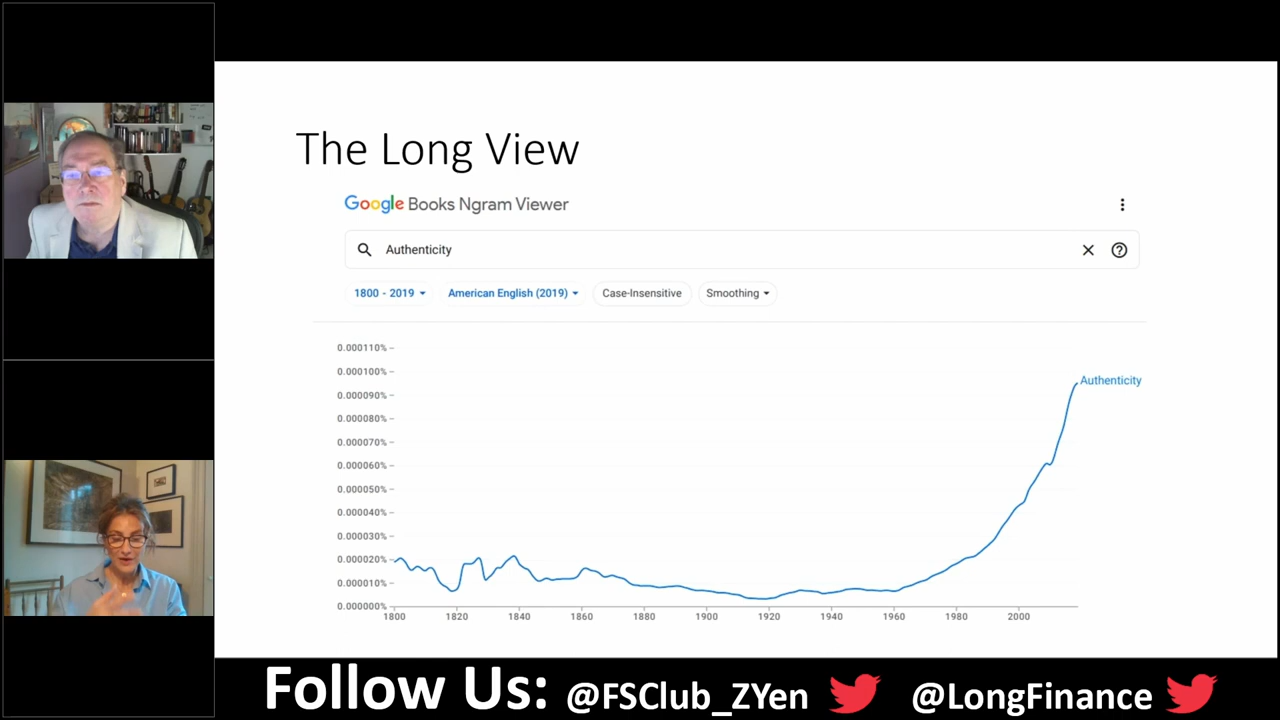 The Long View
Google Books Ngram Viewer
Authenticity
1800 - 2019
American English (2019)
Case-Insensitive
Smoothing
0.000110%
0.000100%
0.000090%
0.000080%
0.000070%
0.000060%
0.000050%
0.000040%
0.000030%
0.000020%
0.000010%
0.000000%
Authenticity
1800 1820 1840 1860 1880 1900 1920 1940 1960 1980 2000
Follow Us: @FSClub_ZYen @LongFinance